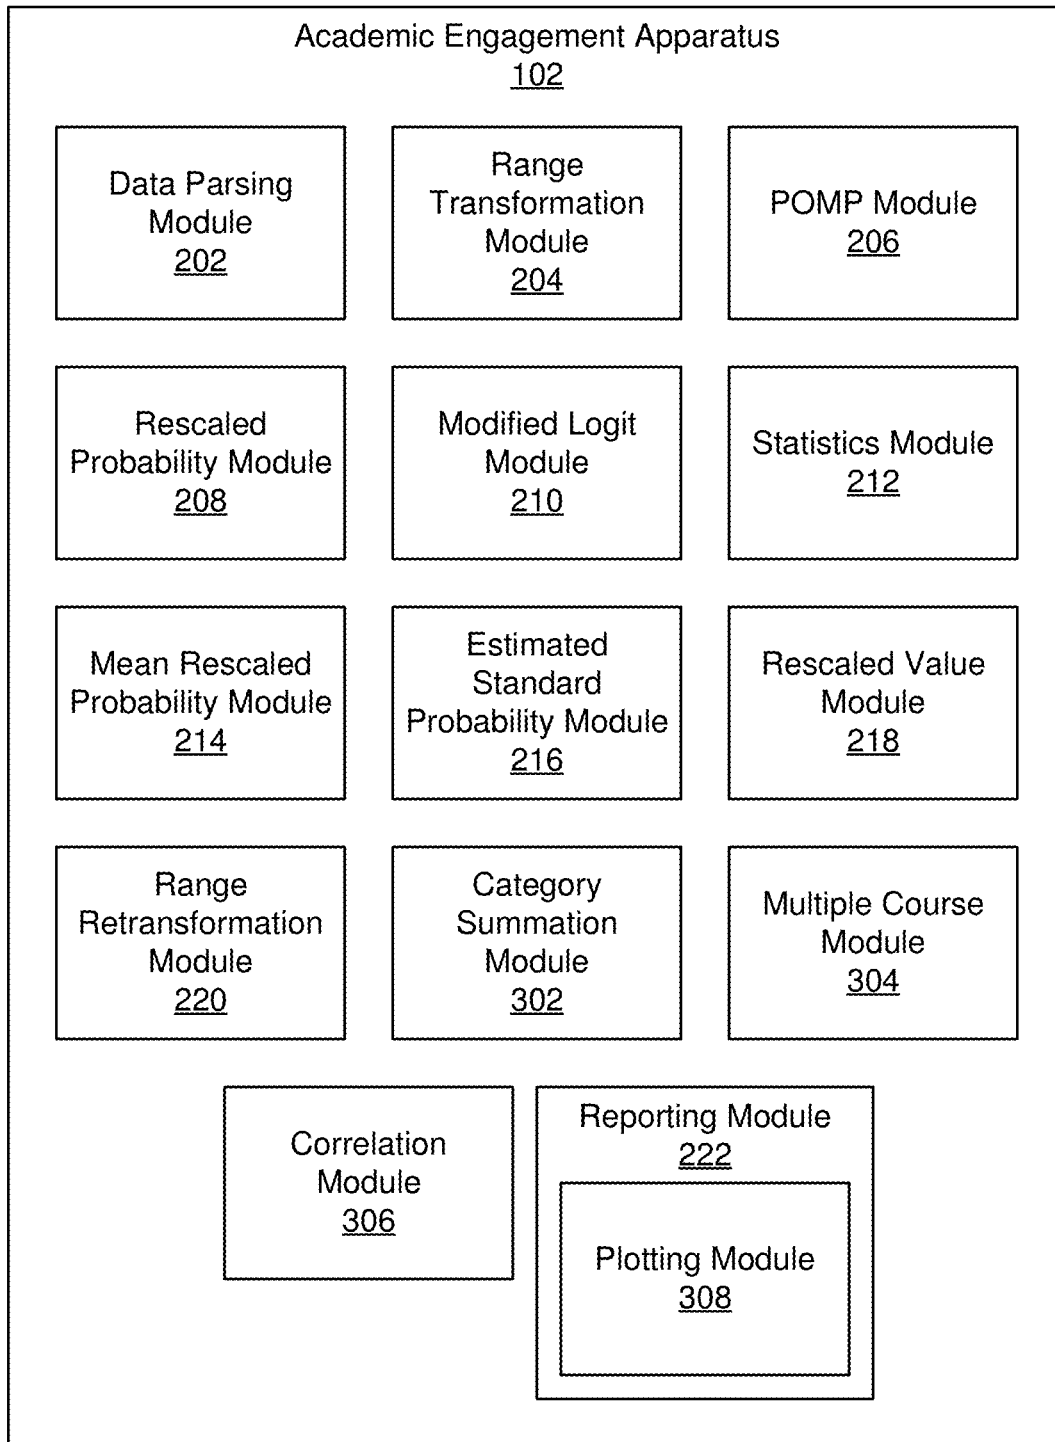 Academic Engagement Apparatus
102
Data Parsing
Module
202
Range
Transformation
Module
204
POMP Module
206
Rescaled
Probability Module
208
Modified Logit
Module
210
Statistics Module
212
Mean Rescaled
Probability Module
214
Estimated
Standard
Probability Module
216
Rescaled Value
Module
218
Range
Retransformation
Module
220
Category
Summation
Module
302
Multiple Course
Module
304
Correlation
Module
306
Reporting Module
222
Plotting Module
308